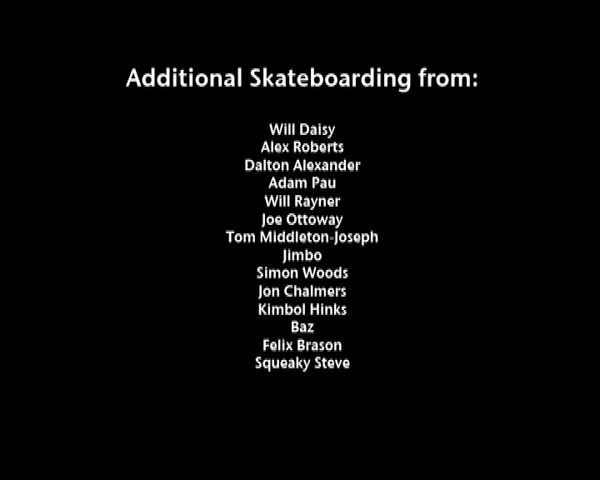 Additional Skateboarding from:
Will Daisy
Alex Roberts
Dalton Alexander
Adam Pau
Will Rayner
Joe Ottoway
Tom Middleton-Joseph
Jimbo
Simon Woods
Jon Chalmers
Kimbol Hinks
Baz
Felix Brason
Squeaky Steve